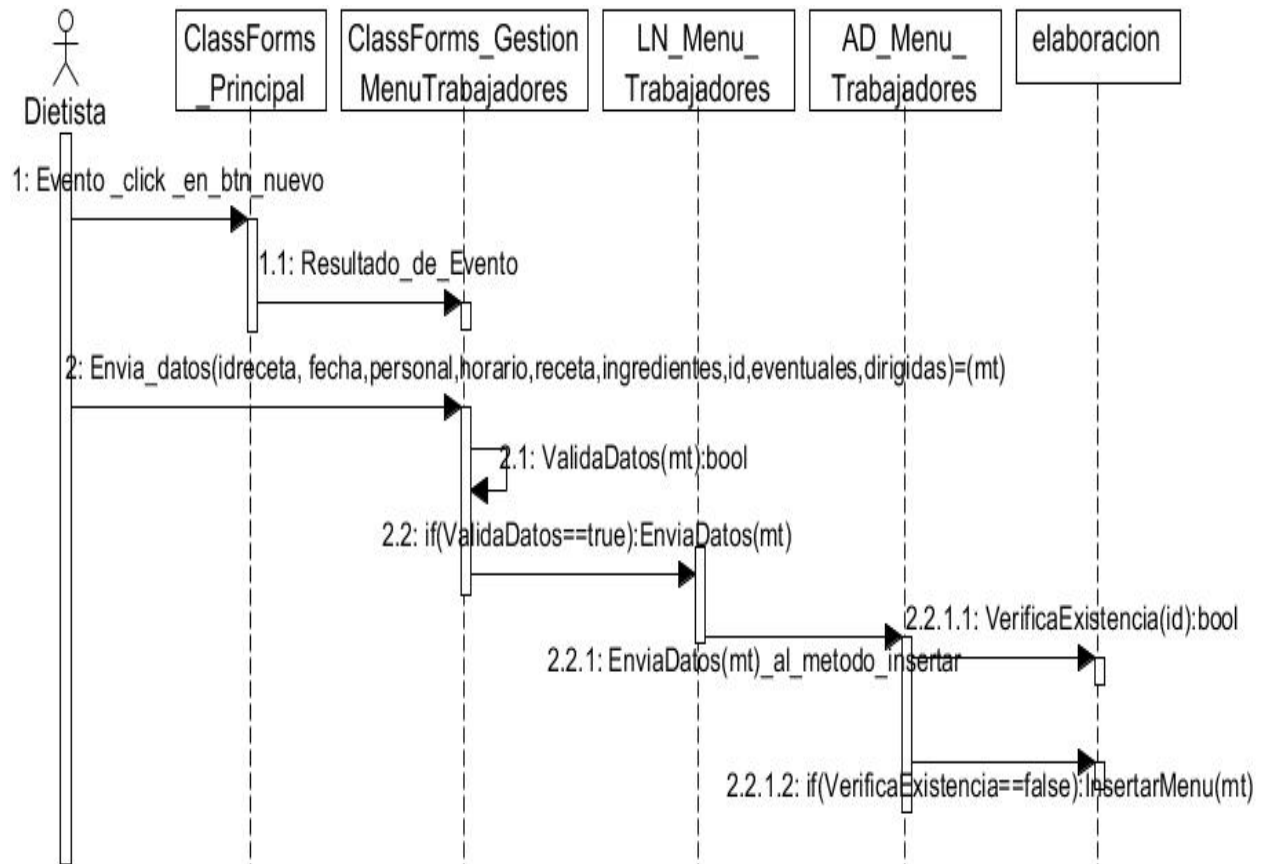 ClassForms
_Principal
ClassForms_Gestion
MenuTrabajadores
LN_Menu_
Trabajadores
AD_Menu_
Trabajadores
elaboracion
Dietista
1: Evento _click _en_btn_nuevo
1.1: Resultado_de_Evento
2: Envia_datos(idreceta, fecha,personal,horario,receta,ingredientes,id,eventuales,dirigidas)=(mt)
2.1: ValidaDatos(mt):bool
2.2: if(ValidaDatos==true):EnviaDatos(mt)
2.2.1.1: VerificaExistencia(id):bool
2.2.1: EnviaDatos(mt)_al_metodo_insertar
2.2.1.2: if(VerificaExistencia==false):InsertarMenu(mt)